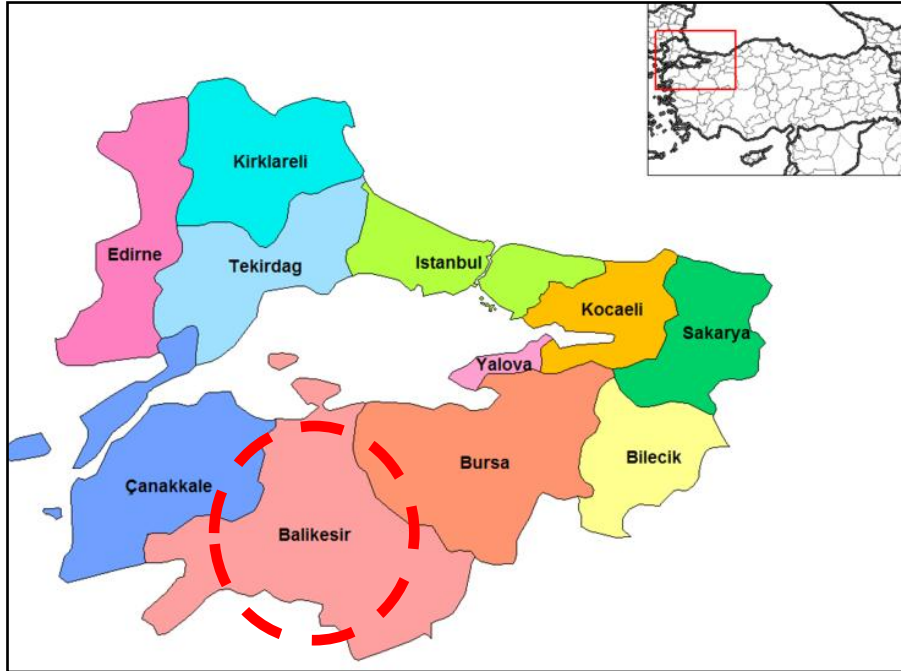 Kirklareli
Edirne
Tekirdag
Istanbul
Kocaeli
Sakarya
Yalova
Bursa
Bilecik
Çanakkale
Balikesir